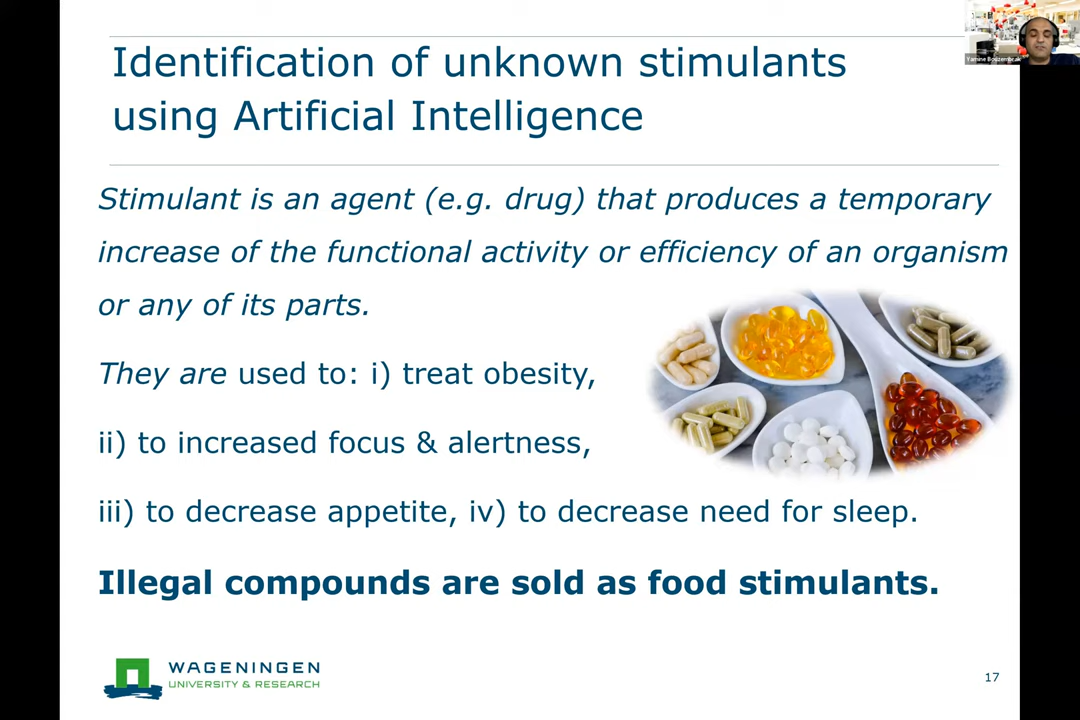 Identification of unknown stimulants
using Artificial Intelligence
Stimulant is an agent (e.g. drug) that produces a temporary
increase of the functional activity or efficiency of an organism
or any of its parts.
They are used to: i) treat obesity,
ii) to increased focus & alertness,
iii) to decrease appetite, iv) to decrease need for sleep.
Illegal compounds are sold as food stimulants.
WAGENINGEN
UNIVERSITY & RESEARCH
17